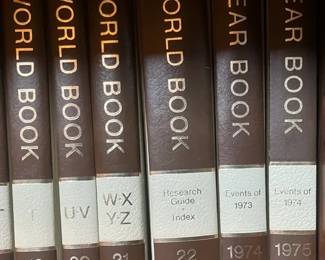 WORLD BOOK
WORLD BOOK
U-V
ORLD BOOK
W-X
Y-Z
21
ORLD BOOK
Research
Guide
•
Index
22
EAR BOOK
Events of
1973
1974
EAR BOOK
Events of
1974
1975